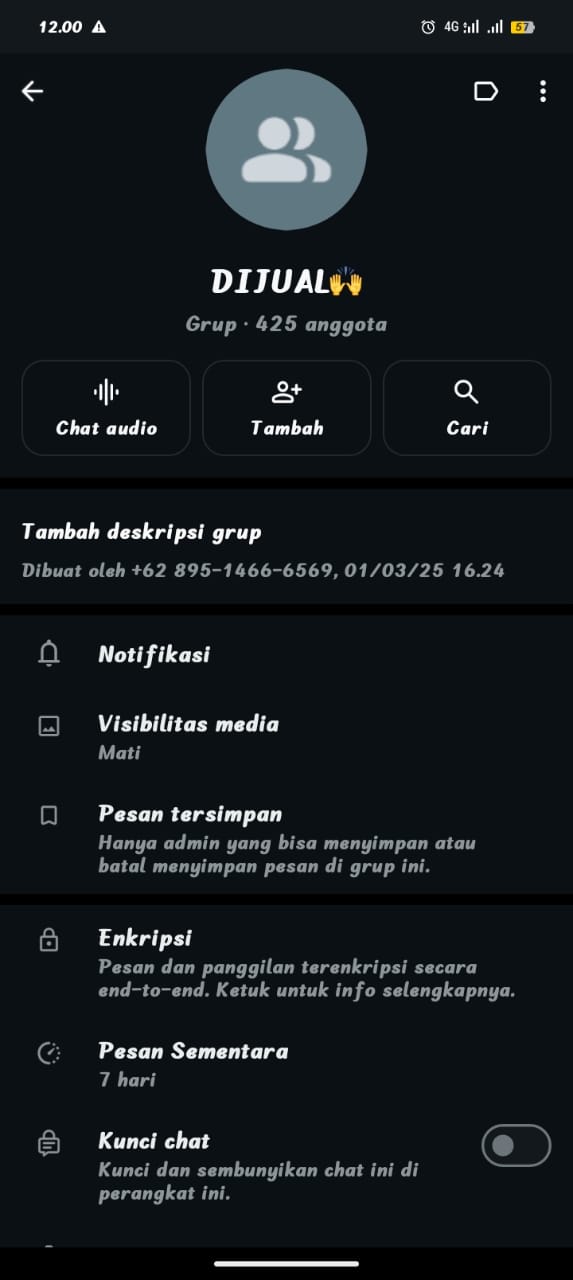 12.00
4G
57
DIJUAL🙌
Grup · 425 anggota
Chat audio
Tambah
Cari
Tambah deskripsi grup
Dibuat oleh +62 895-1466-6569, 01/03/25 16.24
Notifikasi
Visibilitas media
Mati
Pesan tersimpan
Hanya admin yang bisa menyimpan atau
batal menyimpan pesan di grup ini.
Enkripsi
Pesan dan panggilan terenkripsi secara
end-to-end. Ketuk untuk info selengkapnya.
Pesan Sementara
7 hari
Kunci chat
Kunci dan sembunyikan chat ini di
perangkat ini.